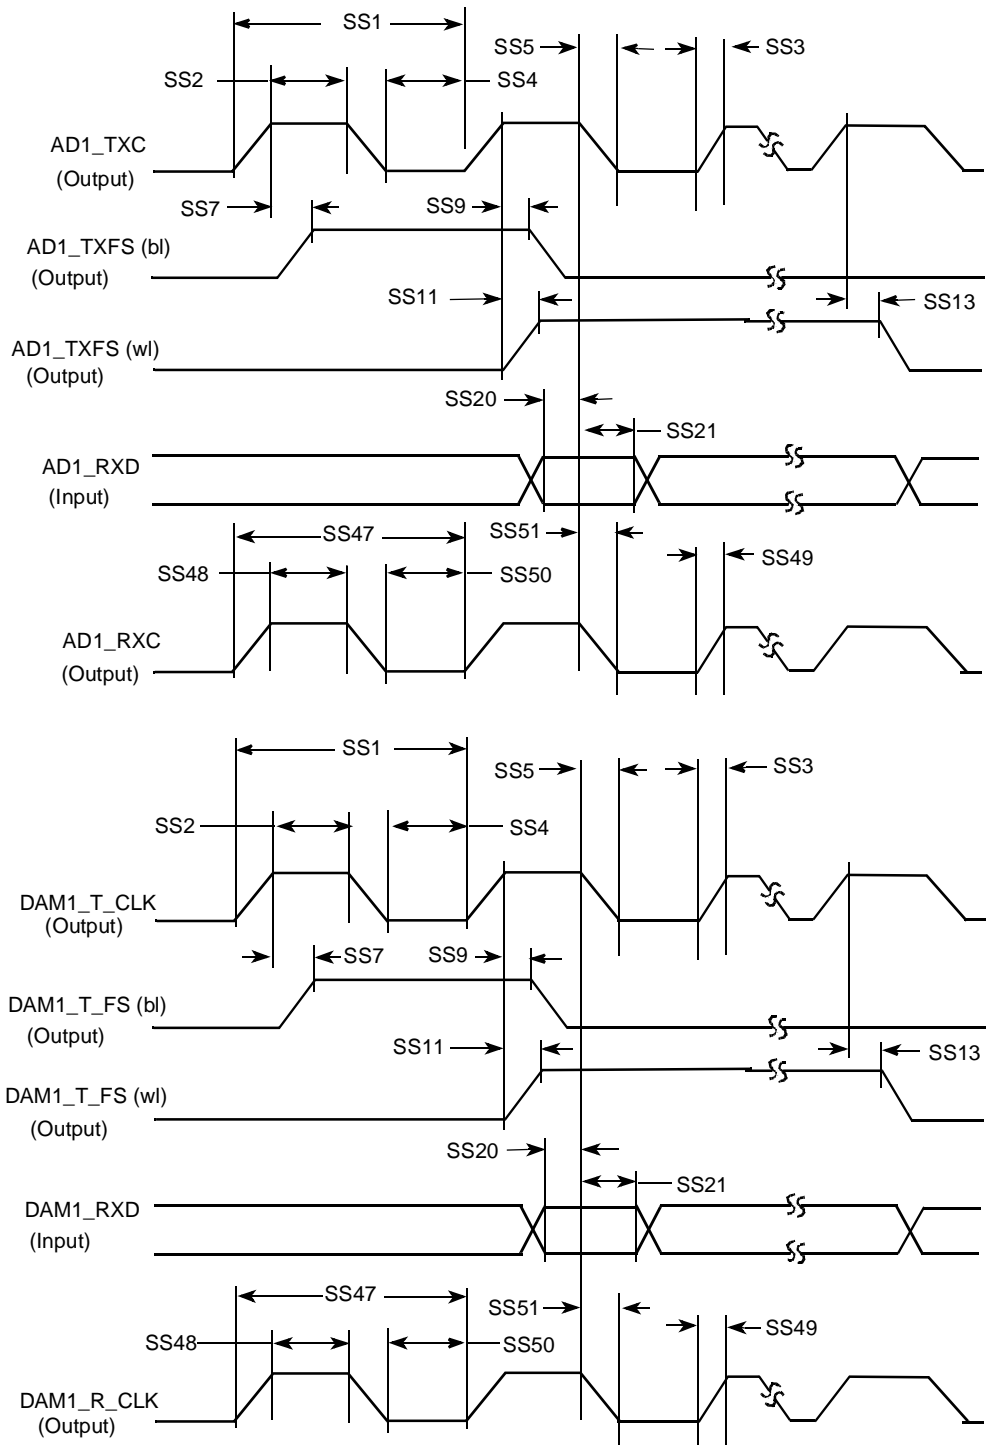 SS1
SS5
SS3
SS2
SS4
AD1_TXC
(Output)
SS7
SS9
AD1_TXFS (bl)
(Output)
SS11
SS13
AD1_TXFS (wl)
(Output)
SS20
SS21
AD1_RXD
(Input)
SS47
SS51
SS49
SS48
SS50
AD1_RXC
(Output)
SS1
SS5
SS3
SS2
SS4
DAM1_T_CLK
(Output)
SS7
SS9
DAM1_T_FS (bl)
(Output)
SS11
SS13
DAM1_T_FS (wl)
(Output)
SS20
SS21
DAM1_RXD
(Input)
SS47
SS51
SS49
SS48
SS50
DAM1_R_CLK
(Output)